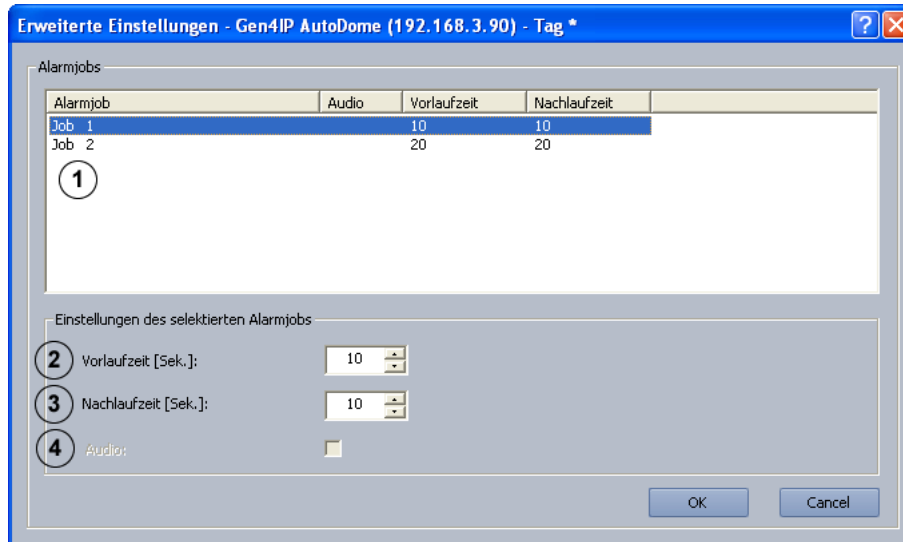 Erweiterte Einstellungen - Gen4IP AutoDome (192.168.3.90) - Tag *
Alarmjobs
Alarmjob Audio Vorlaufzeit Nachlaufzeit
Job 1 10 10
Job 2 20 20
1
Einstellungen des selektierten Alarmjobs
2 Vorlaufzeit [Sek.]: 10
3 Nachlaufzeit [Sek.]: 10
4 Audio:
OK Cancel